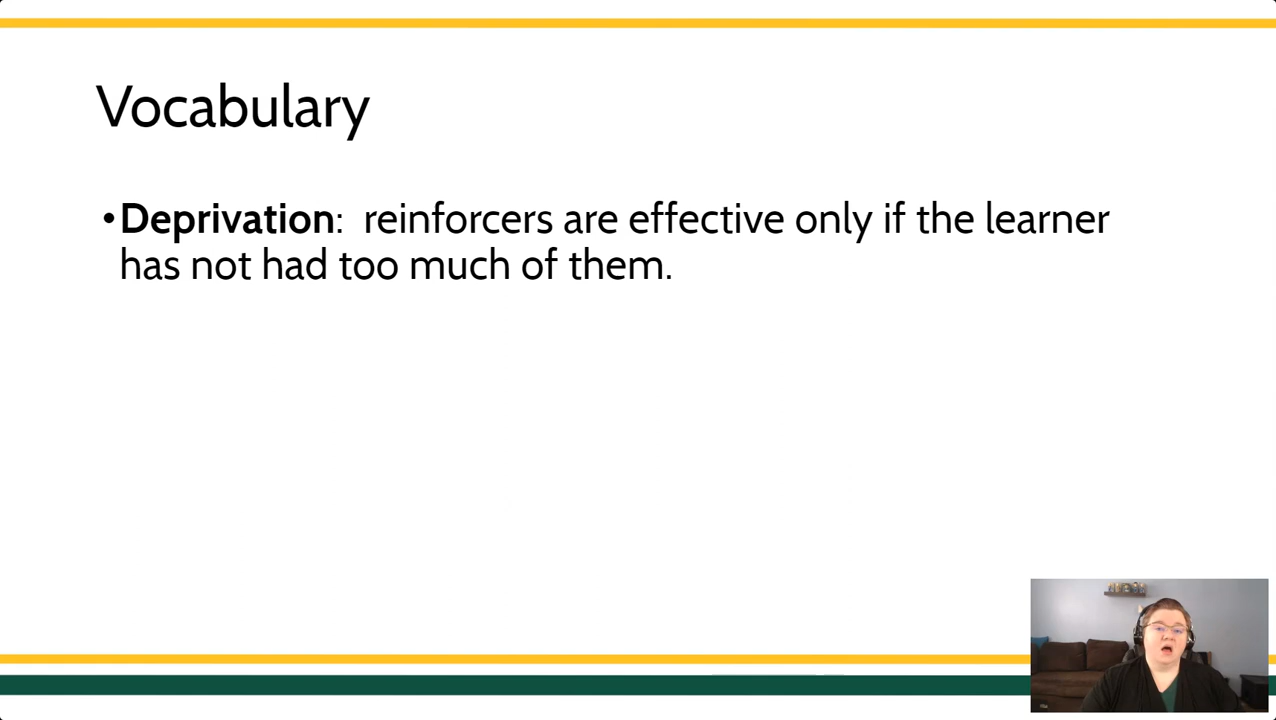 Vocabulary
•Deprivation:  reinforcers are effective only if the learner
has not had too much of them.